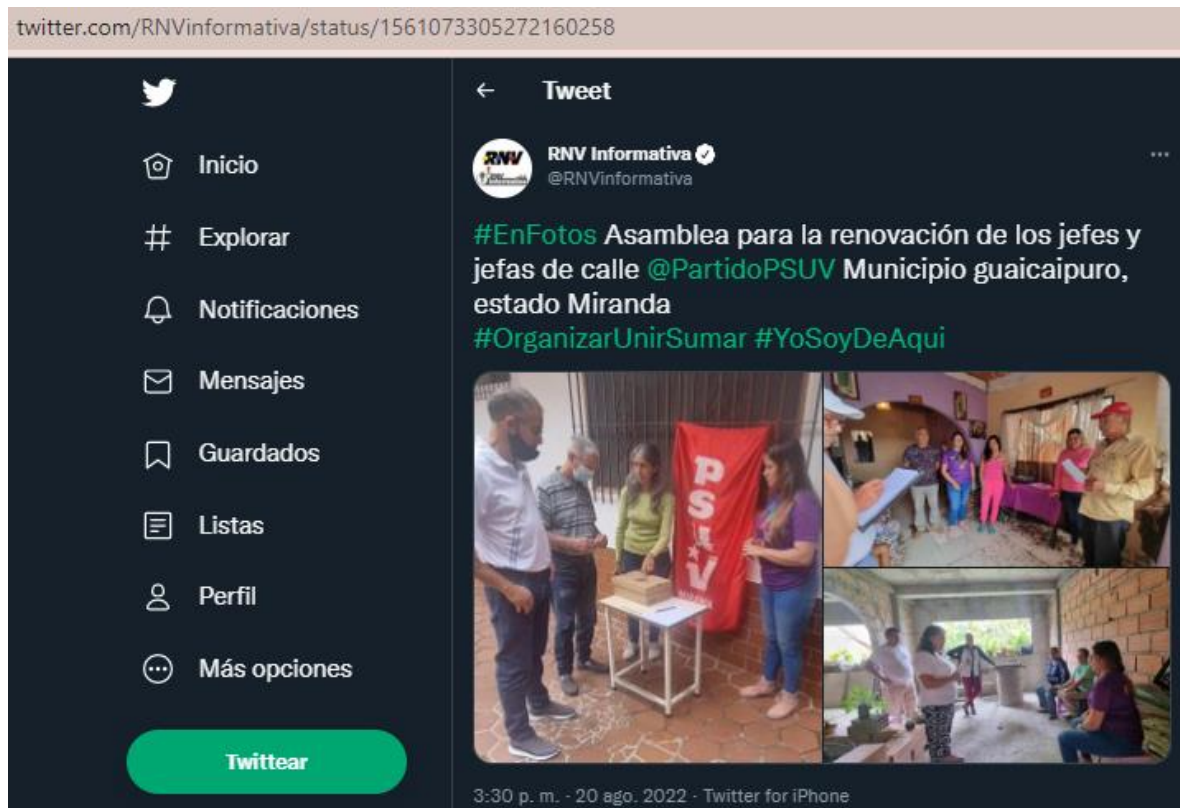 twitter.com/RNVinformativa/status/1561073305272160258
Inicio
Explorar
Notificaciones
Mensajes
Guardados
Listas
Perfil
Más opciones
Twittear
Tweet
RNV
RNV Informativa
@RNVinformativa
#EnFotos Asamblea para la renovación de los jefes y
jefas de calle @PartidoPSUV Municipio guaicaipuro,
estado Miranda
#OrganizarUnirSumar #YoSoyDeAqui
PSUV
3:30 p. m. · 20 ago. 2022 · Twitter for iPhone